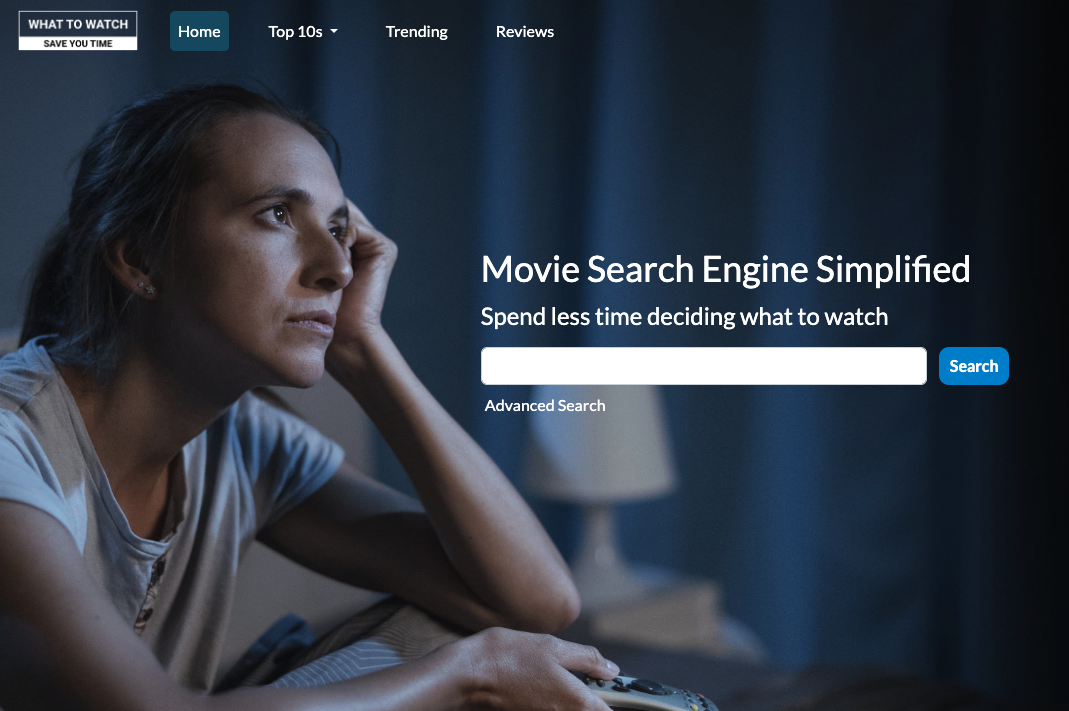 WHAT TO WATCH
SAVE YOU TIME
Home
Top 10s
Trending
Reviews
Movie Search Engine Simplified
Spend less time deciding what to watch
Search
Advanced Search